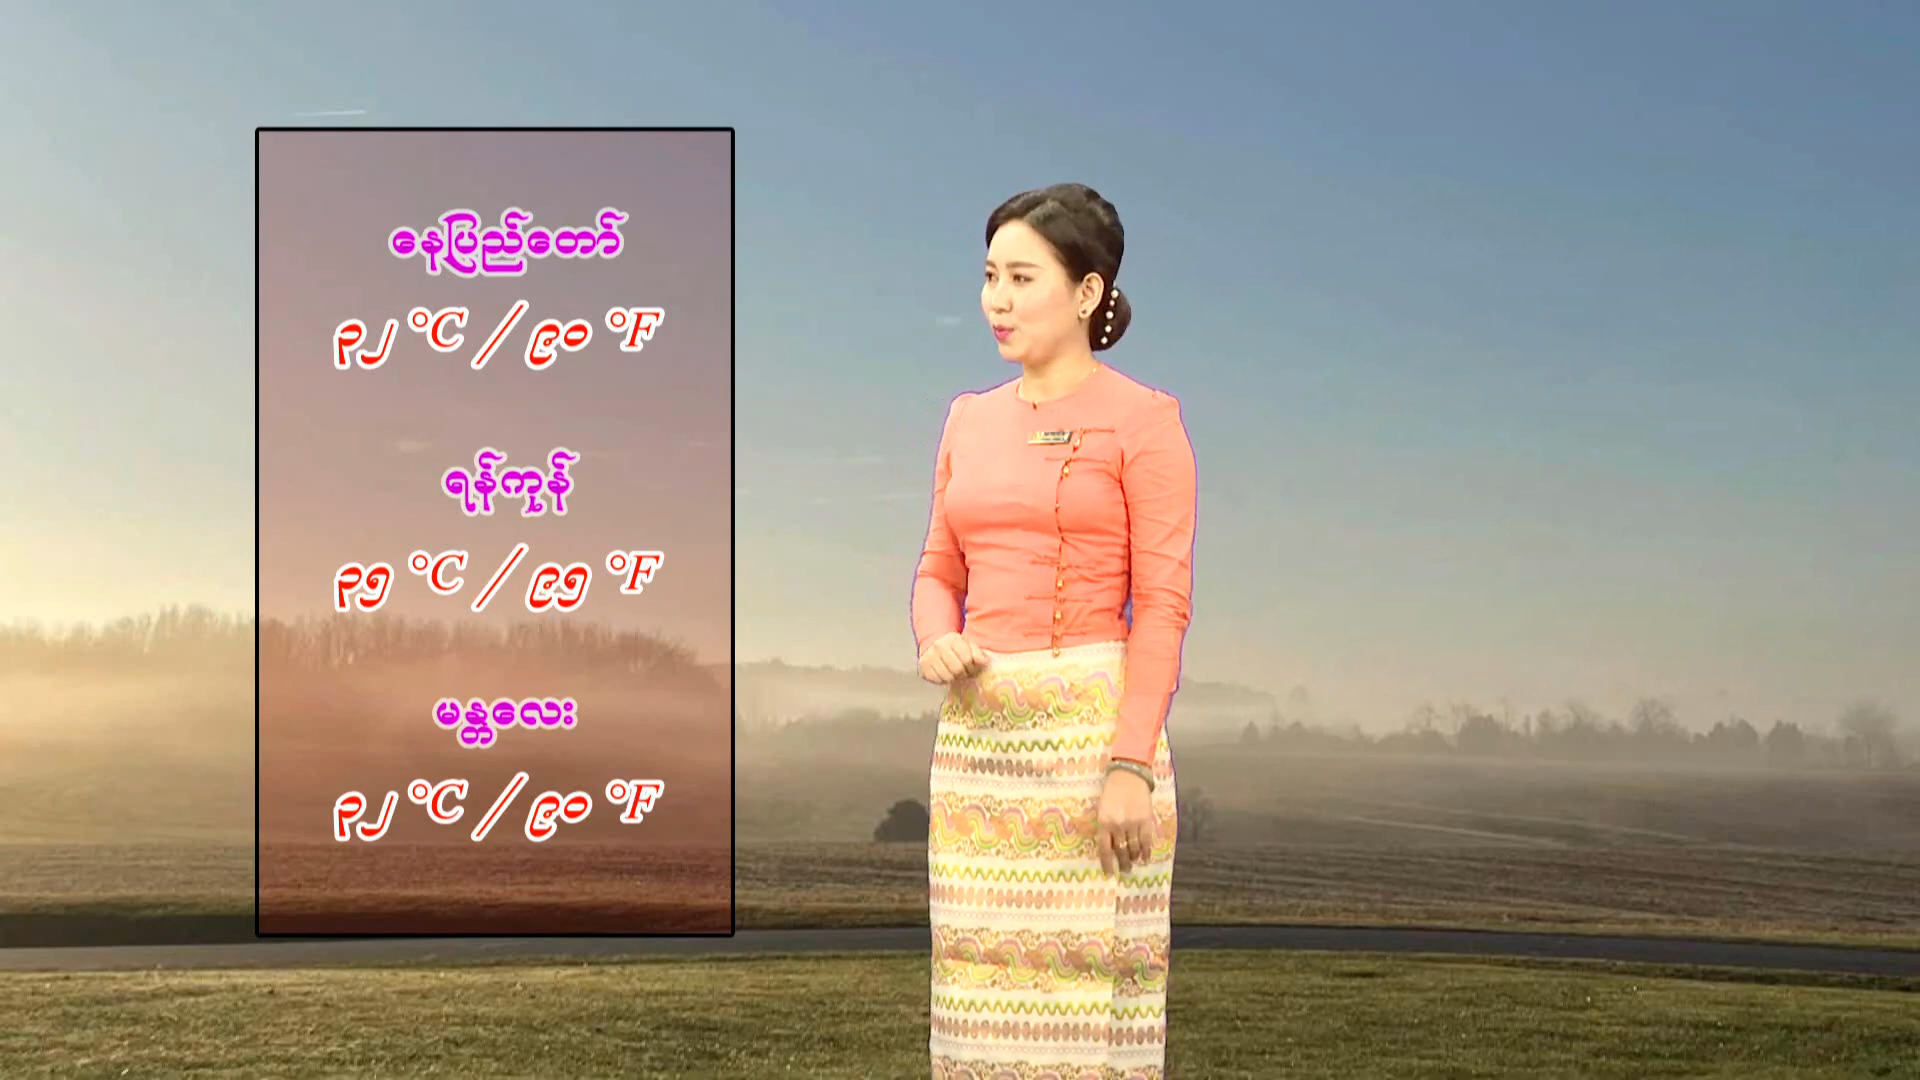 နေပြည်တော်
၃၂ °C / ၉၀ °F
ရန်ကုန်
၃၅ °C / ၉၅ °F
မန္တလေး
၃၂ °C / ၉၀ °F